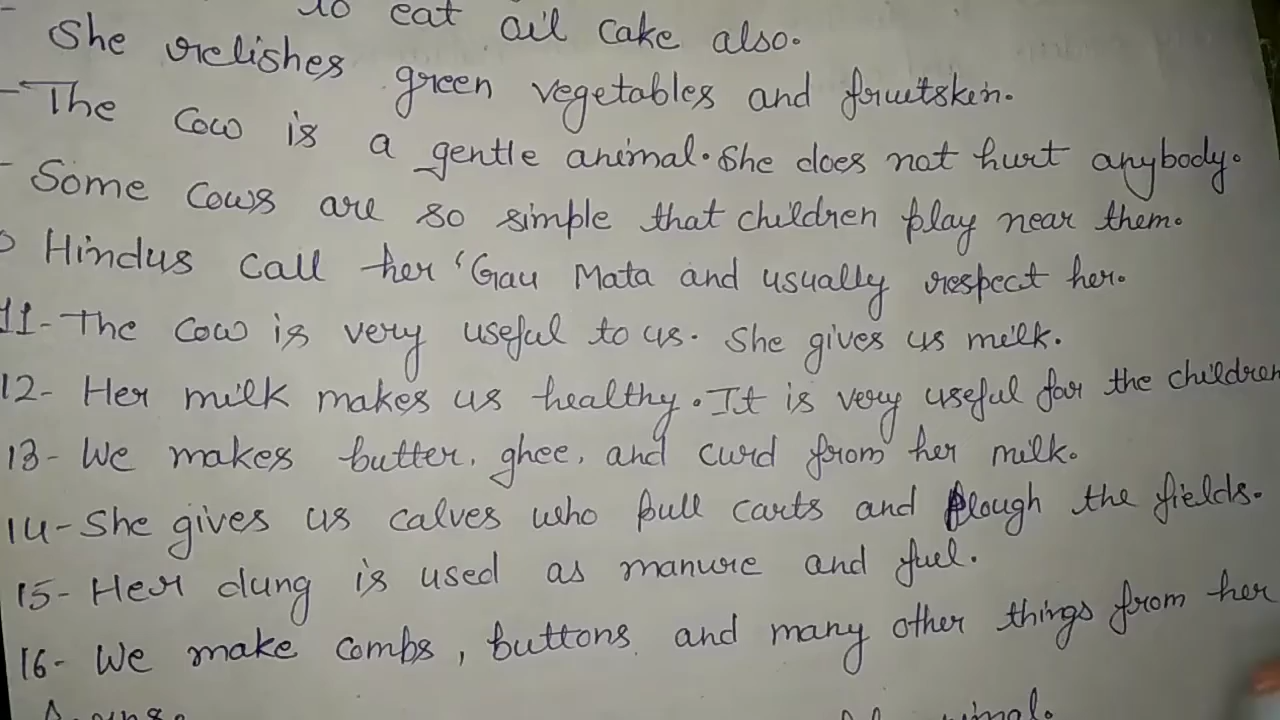 to eat oil cake also.
- She relishes green vegetables and fruitskin.
- The cow is a gentle animal. She does not hurt anybody.
- Some cows are so simple that children play near them.
Hindus call her 'Gau Mata and usually respect her.
11- The cow is very useful to us. She gives us milk.
12- Her milk makes us healthy. It is very useful for the children
13- We makes butter, ghee, and curd from her milk.
14- She gives us calves who pull carts and plough the fields.
15- Her dung is used as manure and fuel.
16- We make combs, buttons and many other things from her